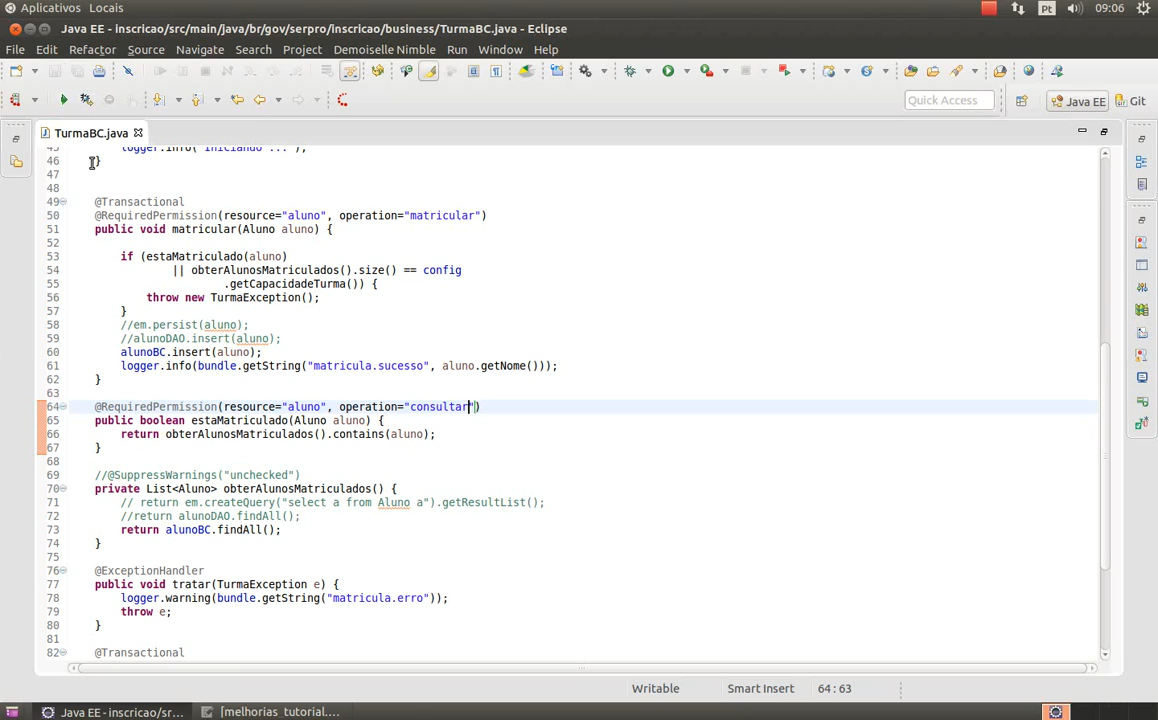 Aplicativos Locais
Pt 09:06
Java EE - inscricao/src/main/java/br/gov/serpro/inscricao/business/TurmaBC.java - Eclipse
File Edit Refactor Source Navigate Search Project Demoiselle Nimble Run Window Help
Quick Access Java EE Git
TurmaBC.java
45 logger.info("Iniciando ...");
46 }
47
48
49 @Transactional
50 @RequiredPermission(resource="aluno", operation="matricular")
51 public void matricular(Aluno aluno) {
52
53 if (estaMatriculado(aluno)
54 || obterAlunosMatriculados().size() == config
55 .getCapacidadeTurma()) {
56 throw new TurmaException();
57 }
58 //em.persist(aluno);
59 //alunoDAO.insert(aluno);
60 alunoBC.insert(aluno);
61 logger.info(bundle.getString("matricula.sucesso", aluno.getNome()));
62 }
63
64 @RequiredPermission(resource="aluno", operation="consultar")
65 public boolean estaMatriculado(Aluno aluno) {
66 return obterAlunosMatriculados().contains(aluno);
67 }
68
69 //@SuppressWarnings("unchecked")
70 private List<Aluno> obterAlunosMatriculados() {
71 // return em.createQuery("select a from Aluno a").getResultList();
72 //return alunoDAO.findAll();
73 return alunoBC.findAll();
74 }
75
76 @ExceptionHandler
77 public void tratar(TurmaException e) {
78 logger.warning(bundle.getString("matricula.erro"));
79 throw e;
80 }
81
82 @Transactional
Writable Smart Insert 64 : 63
Java EE - inscricao/sr... [melhorias_tutorial....